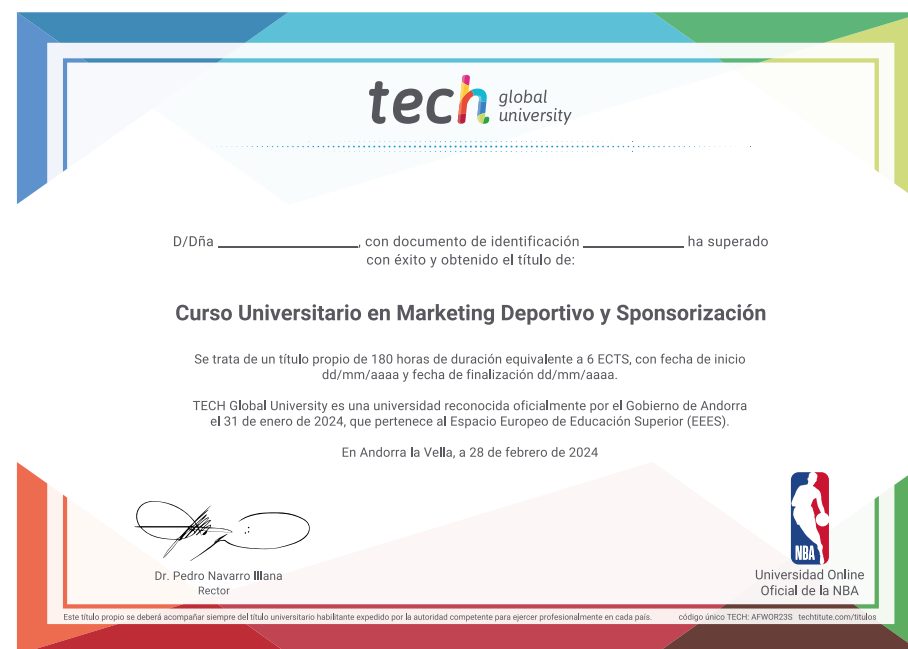 tech global university
D/Dña ________________, con documento de identificación ____________ ha superado
con éxito y obtenido el título de:
Curso Universitario en Marketing Deportivo y Sponsorización
Se trata de un título propio de 180 horas de duración equivalente a 6 ECTS, con fecha de inicio
dd/mm/aaaa y fecha de finalización dd/mm/aaaa.
TECH Global University es una universidad reconocida oficialmente por el Gobierno de Andorra
el 31 de enero de 2024, que pertenece al Espacio Europeo de Educación Superior (EEES).
En Andorra la Vella, a 28 de febrero de 2024
Dr. Pedro Navarro Illana
Rector
NBA
Universidad Online
Oficial de la NBA
Este título propio se deberá acompañar siempre del título universitario habilitante expedido por la autoridad competente para ejercer profesionalmente en cada país. código único TECH: AFWOR23S techtitute.com/titulos